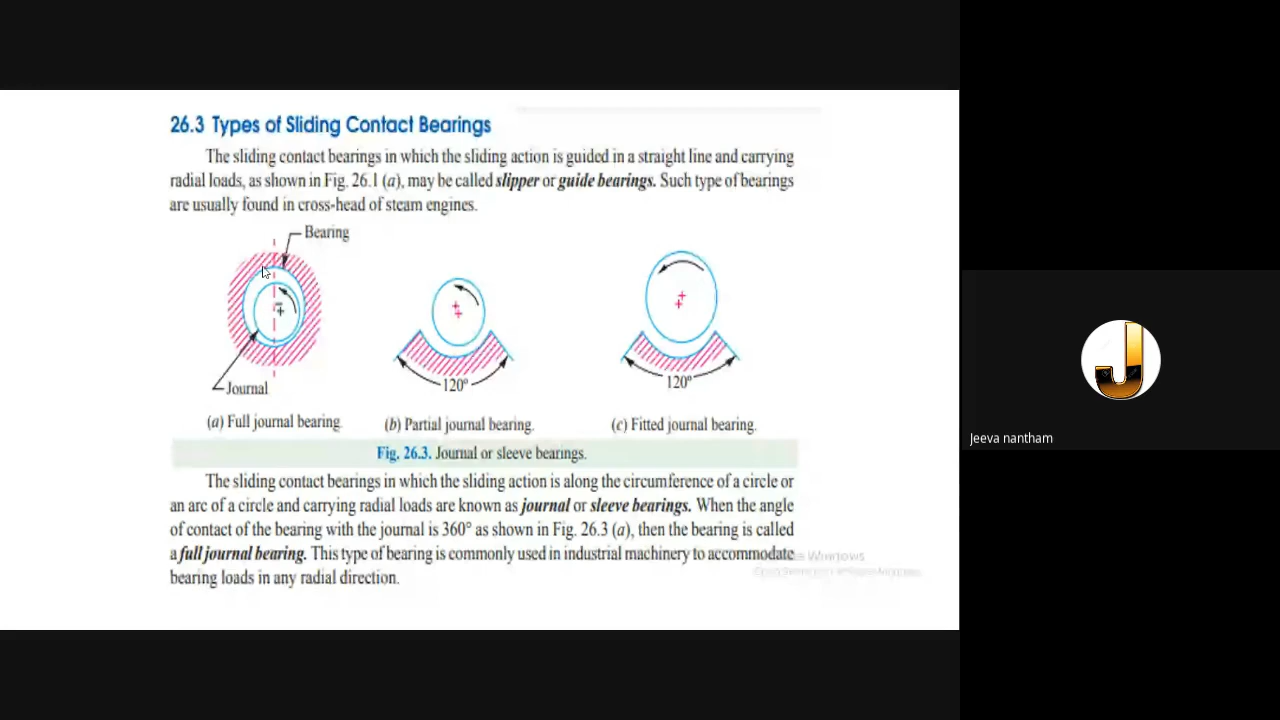 26.3 Types of Sliding Contact Bearings
The sliding contact bearings in which the sliding action is guided in a straight line and carrying
radial loads, as shown in Fig. 26.1 (a), may be called slipper or guide bearings. Such type of bearings
are usually found in cross-head of steam engines.
Bearing
Journal
120°
120°
(a) Full journal bearing.
(b) Partial journal bearing.
(c) Fitted journal bearing.
Fig. 26.3. Journal or sleeve bearings.
The sliding contact bearings in which the sliding action is along the circumference of a circle or
an arc of a circle and carrying radial loads are known as journal or sleeve bearings. When the angle
of contact of the bearing with the journal is 360° as shown in Fig. 26.3 (a), then the bearing is called
a full journal bearing. This type of bearing is commonly used in industrial machinery to accommodate
bearing loads in any radial direction.
Windows
Jeeva nantham